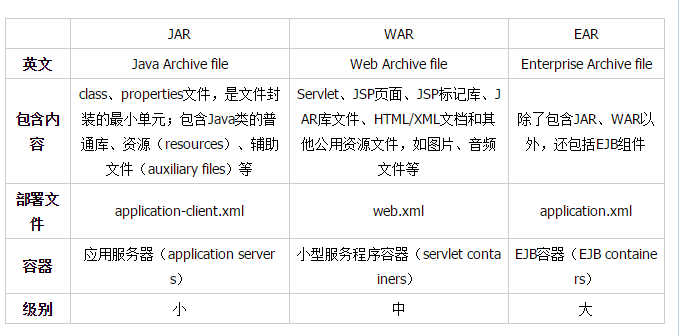 JAR WAR EAR
英文 Java Archive file Web Archive file Enterprise Archive file
包含内容
class、properties文件，是文件封
装的最小单元；包含Java类的普
通库、资源（resources）、辅助
文件（auxiliary files）等
Servlet、JSP页面、JSP标记库、J
AR库文件、HTML/XML文档和其
他公用资源文件，如图片、音频
文件等
除了包含JAR、WAR以
外，还包括EJB组件
部署文件 application-client.xml web.xml application.xml
容器
应用服务器（application server
s）
小型服务程序容器（servlet conta
iners）
EJB容器（EJB containe
rs）
级别 小 中 大